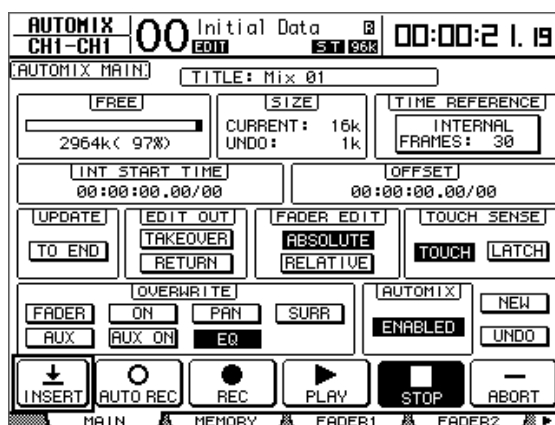 AUTOMIX
CH1-CH1
00 Initial Data
EDIT
ST 96k
00:00:21.19
AUTOMIX MAIN
TITLE: Mix 01
FREE
2964k( 97%)
SIZE
CURRENT: 16k
UNDO: 1k
TIME REFERENCE
INTERNAL
FRAMES: 30
INT START TIME
00:00:00.00/00
OFFSET
00:00:00.00/00
UPDATE
TO END
EDIT OUT
TAKEOVER
RETURN
FADER EDIT
ABSOLUTE
RELATIVE
TOUCH SENSE
TOUCH LATCH
OVERWRITE
FADER ON PAN SURR
AUX AUX ON EQ
AUTOMIX
ENABLED
NEW
UNDO
INSERT AUTO REC REC PLAY STOP ABORT
MAIN MEMORY FADER1 FADER2